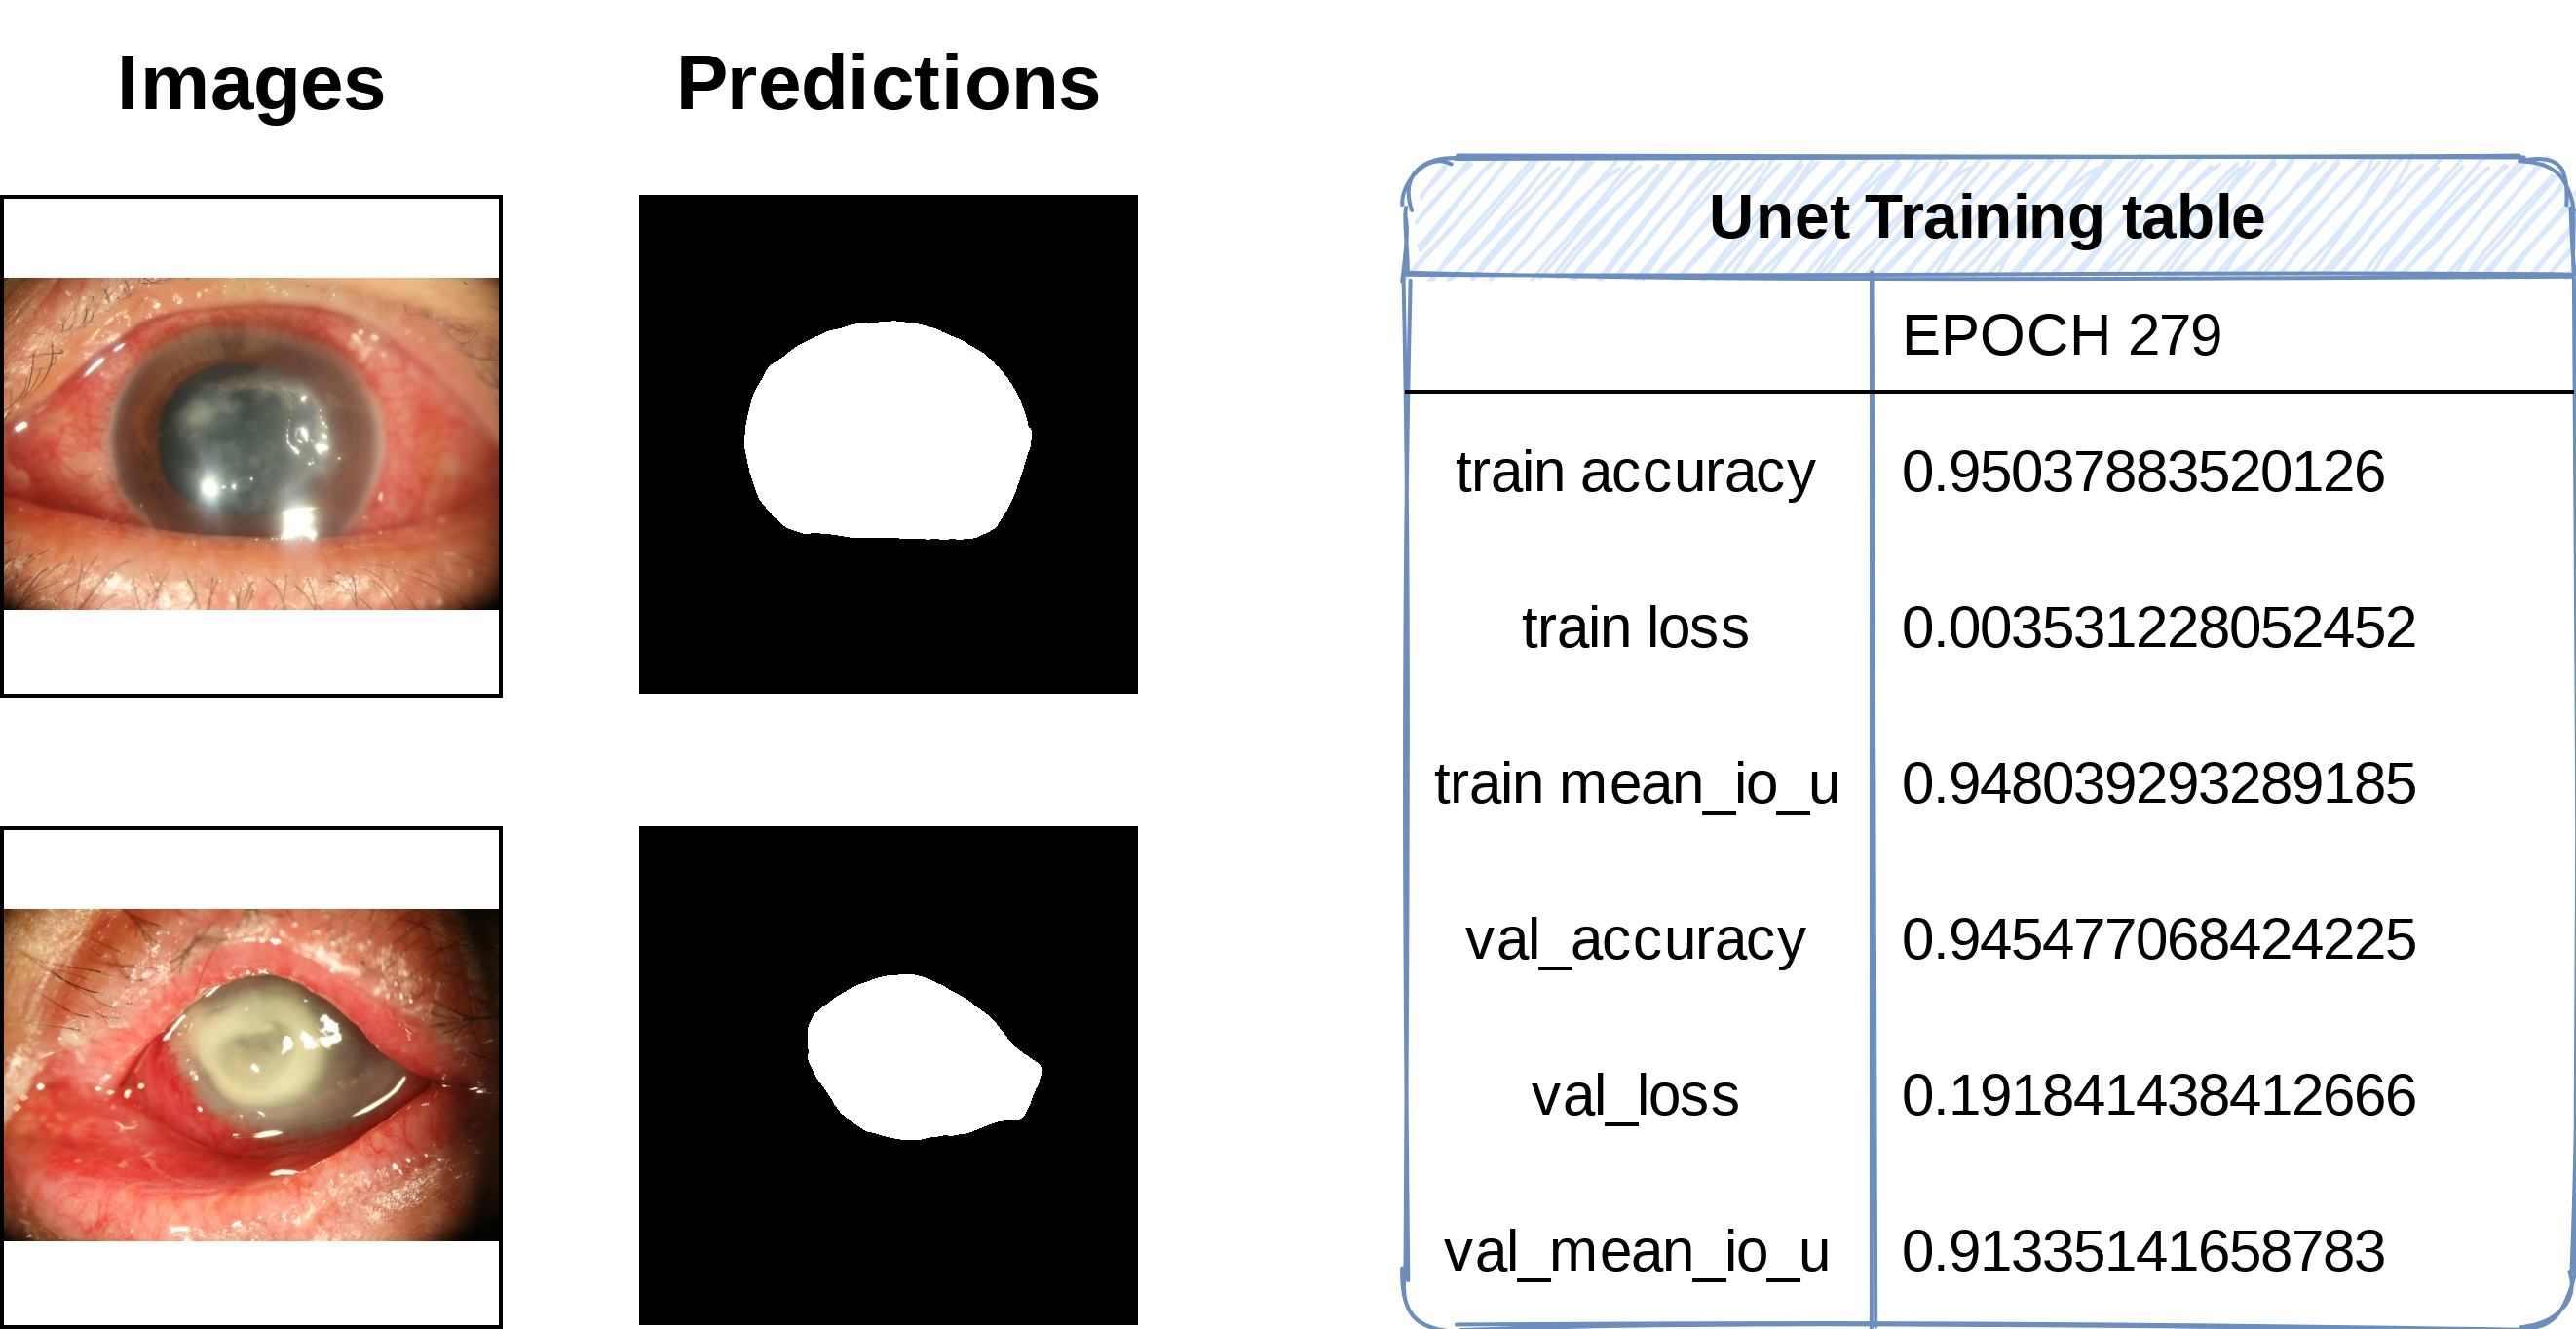 Images
Predictions
Unet Training table
EPOCH 279
train accuracy 0.95037883520126
train loss 0.003531228052452
train mean_io_u 0.948039293289185
val_accuracy 0.945477068424225
val_loss 0.191841438412666
val_mean_io_u 0.91335141658783